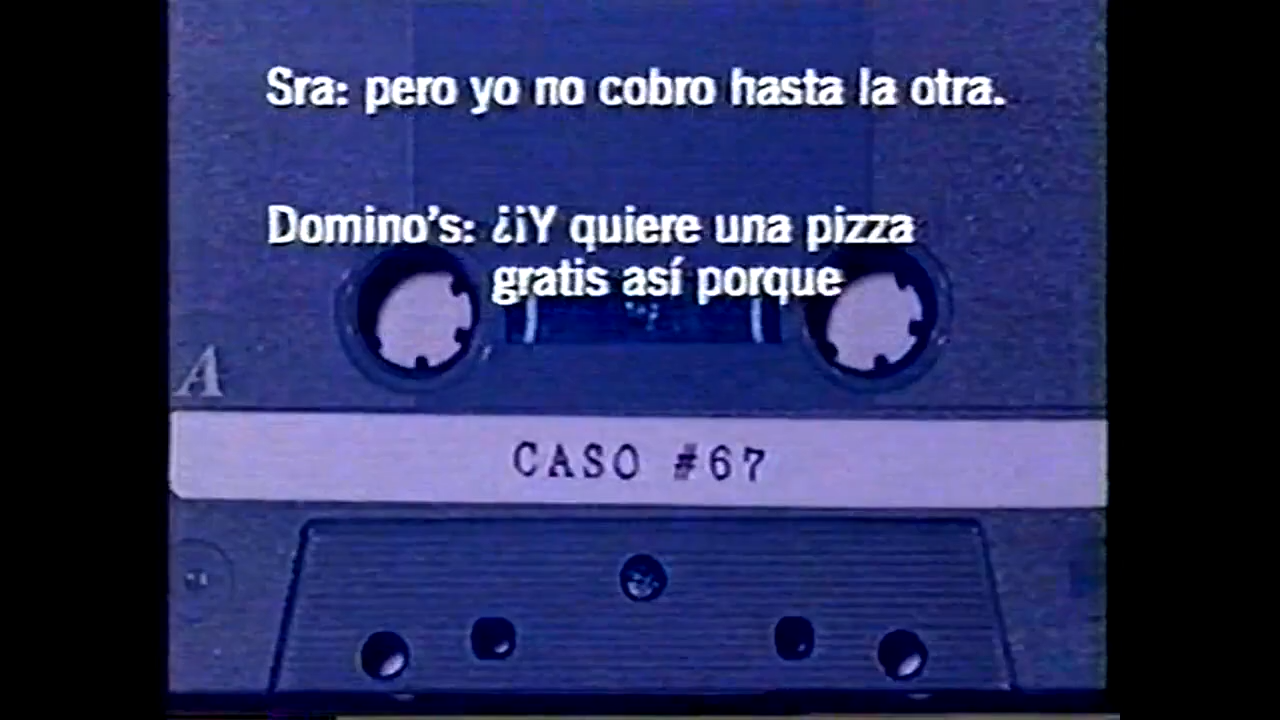 Sra: pero yo no cobro hasta la otra.
Domino's: ¿¡Y quiere una pizza
gratis así porque
A
CASO #67